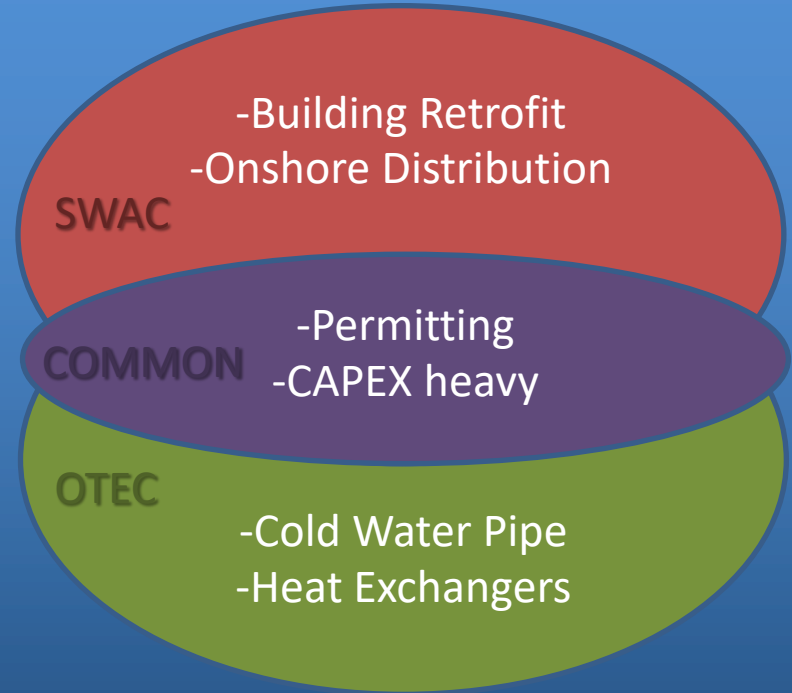 -Building Retrofit
-Onshore Distribution
SWAC
-Permitting
COMMON
-CAPEX heavy
OTEC
-Cold Water Pipe
-Heat Exchangers